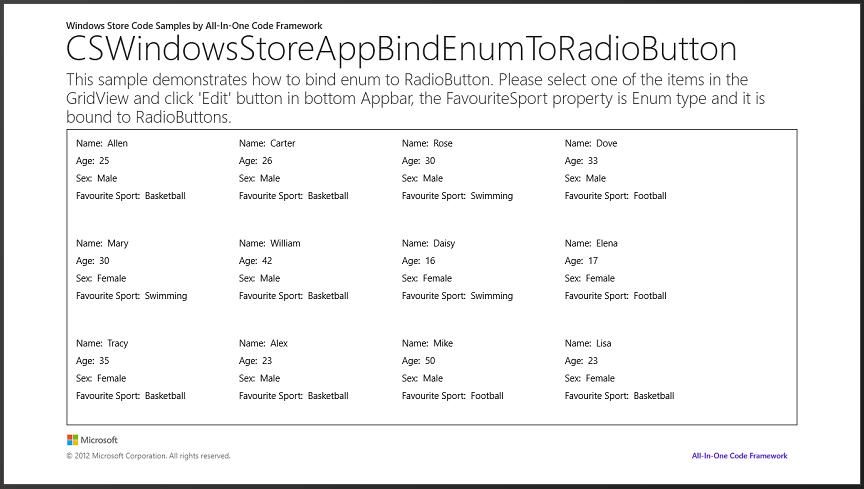 Windows Store Code Samples by All-In-One Code Framework
CSWindowsStoreAppBindEnumToRadioButton
This sample demonstrates how to bind enum to RadioButton. Please select one of the items in the
GridView and click 'Edit' button in bottom Appbar, the FavouriteSport property is Enum type and it is
bound to RadioButtons.
Name: Allen
Age: 25
Sex: Male
Favourite Sport: Basketball
Name: Carter
Age: 26
Sex: Male
Favourite Sport: Basketball
Name: Rose
Age: 30
Sex: Male
Favourite Sport: Swimming
Name: Dove
Age: 33
Sex: Male
Favourite Sport: Football
Name: Mary
Age: 30
Sex: Female
Favourite Sport: Swimming
Name: William
Age: 42
Sex: Male
Favourite Sport: Basketball
Name: Daisy
Age: 16
Sex: Female
Favourite Sport: Swimming
Name: Elena
Age: 17
Sex: Female
Favourite Sport: Football
Name: Tracy
Age: 35
Sex: Female
Favourite Sport: Basketball
Name: Alex
Age: 23
Sex: Male
Favourite Sport: Basketball
Name: Mike
Age: 50
Sex: Male
Favourite Sport: Football
Name: Lisa
Age: 23
Sex: Female
Favourite Sport: Basketball
Microsoft
© 2012 Microsoft Corporation. All rights reserved.
All-In-One Code Framework